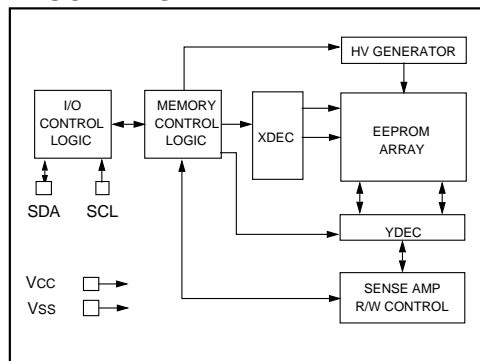 HV GENERATOR
I/O
CONTROL
LOGIC
MEMORY
CONTROL
LOGIC
XDEC
EEPROM
ARRAY
SDA
SCL
YDEC
VCC
VSS
SENSE AMP
R/W CONTROL